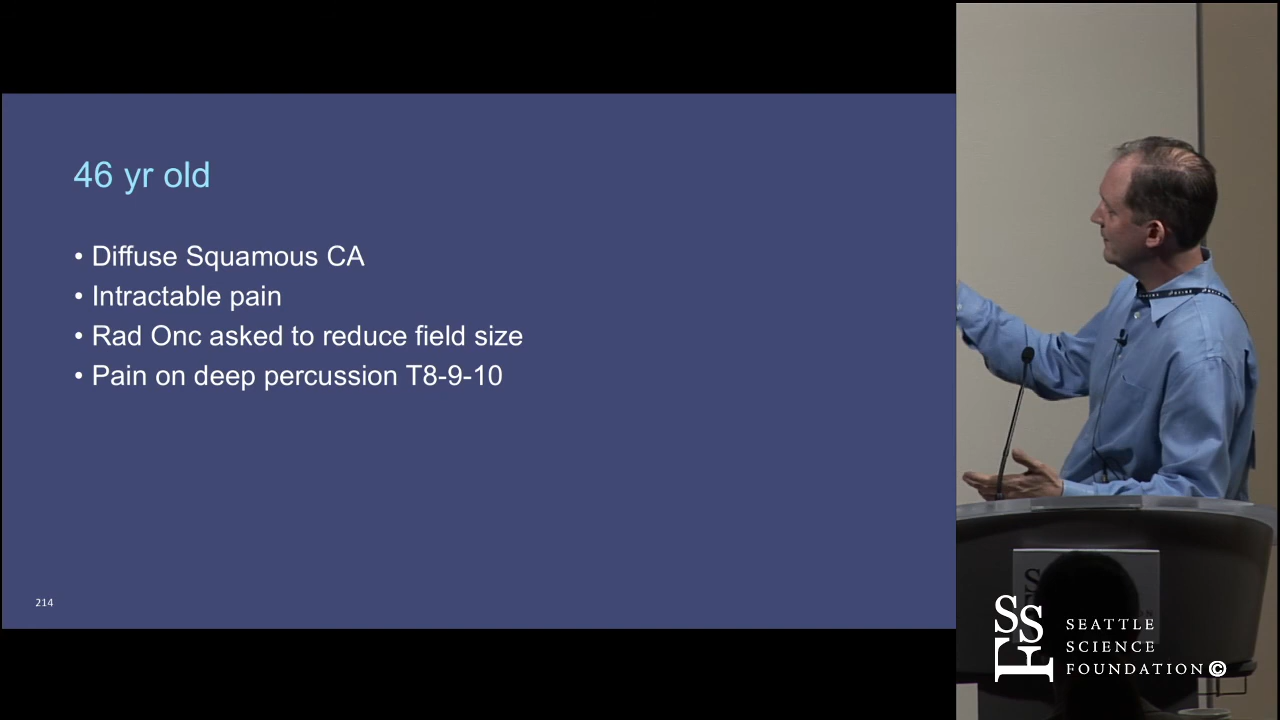 46 yr old
• Diffuse Squamous CA
• Intractable pain
• Rad Onc asked to reduce field size
• Pain on deep percussion T8-9-10
214
SSF
SEATTLE
SCIENCE
FOUNDATION©